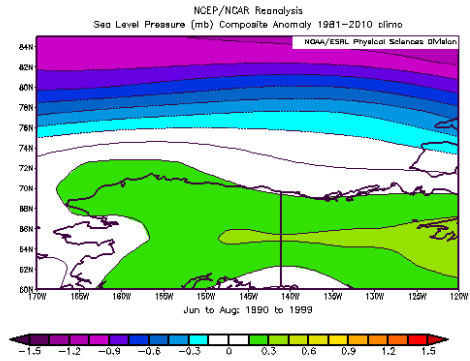 NCEP/NCAR Reanalysis
Sea Level Pressure (mb) Composite Anomaly 1981-2010 climo
NOAA/ESRL Physical Sciences Division
84N
82N
80N
78N
76N
74N
72N
70N
68N
66N
64N
62N
60N
170W 165W 160W 155W 150W 145W 140W 135W 130W 125W 120W
Jun to Aug: 1990 to 1999
-1.2 -0.9 -0.6 -0.3 0 0.3 0.6 0.9 1.2 1.5